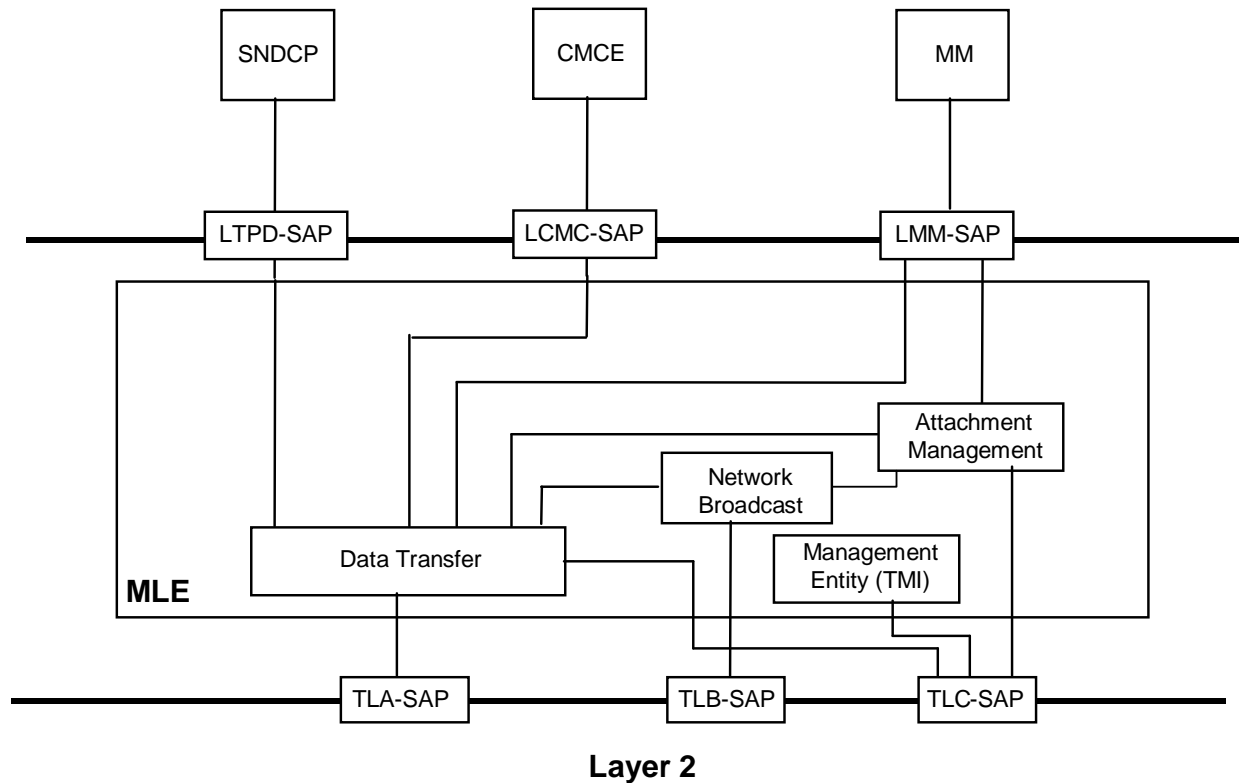 SNDCP
CMCE
MM
LTPD-SAP
LCMC-SAP
LMM-SAP
Attachment
Management
Network
Broadcast
Data Transfer
Management
Entity (TMI)
MLE
TLA-SAP
TLB-SAP
TLC-SAP
Layer 2